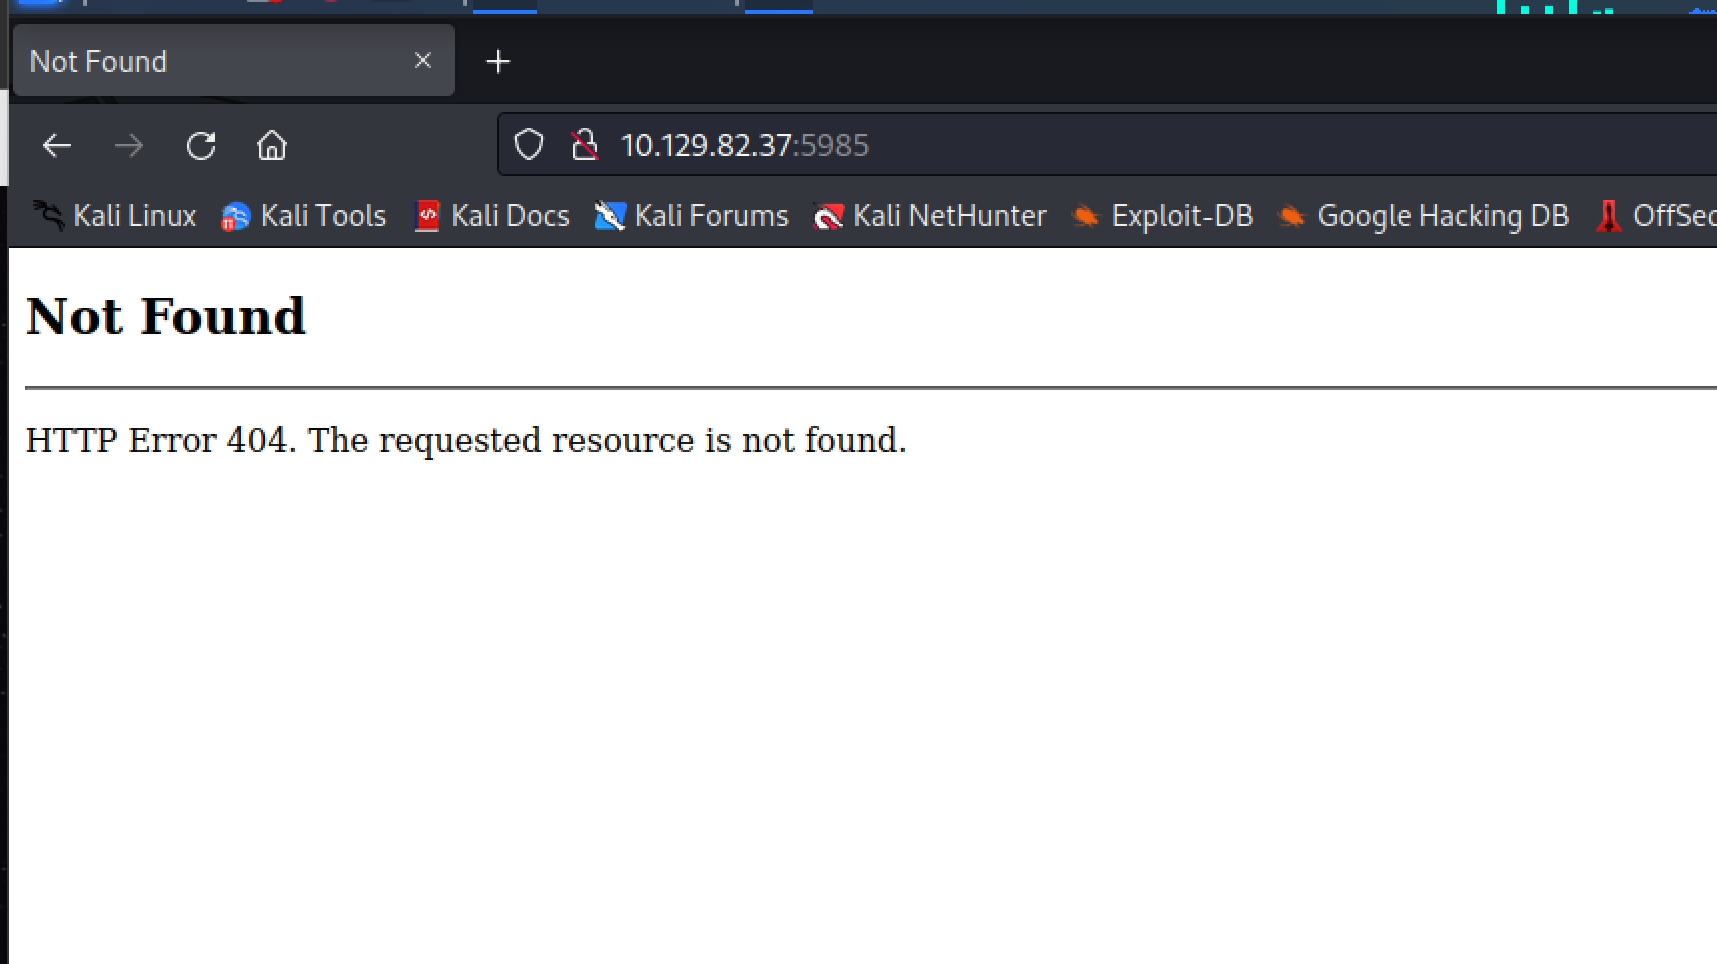 Not Found
10.129.82.37:5985
Kali Linux Kali Tools Kali Docs Kali Forums Kali NetHunter Exploit-DB Google Hacking DB OffSec
Not Found
HTTP Error 404. The requested resource is not found.